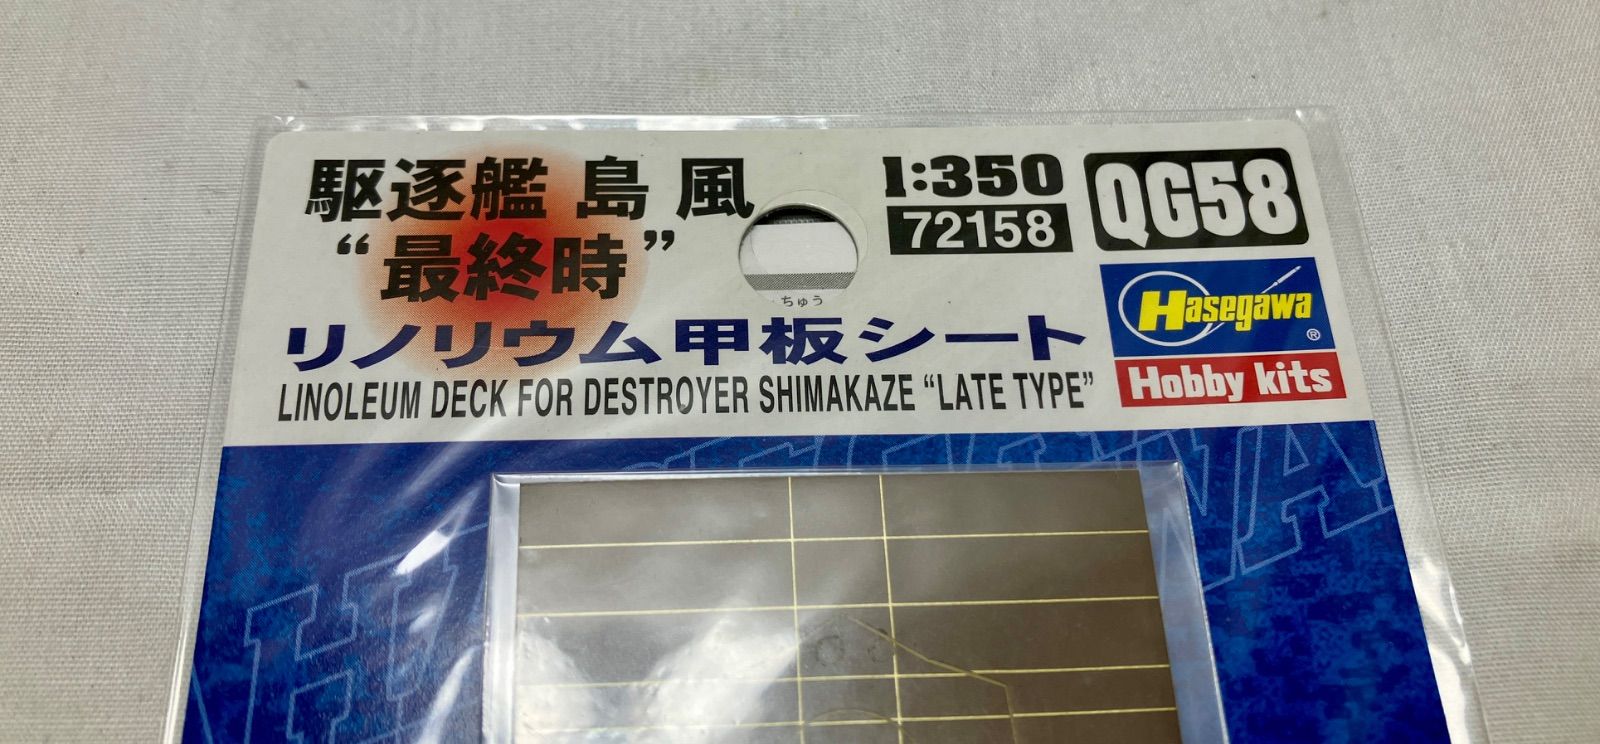 駆逐艦 島風
“最終時”
リノリウム甲板シート
LINOLEUM DECK FOR DESTROYER SHIMAKAZE “LATE TYPE”
1:350
72158
QG58
Hasegawa
®
Hobby kits
ちゅう